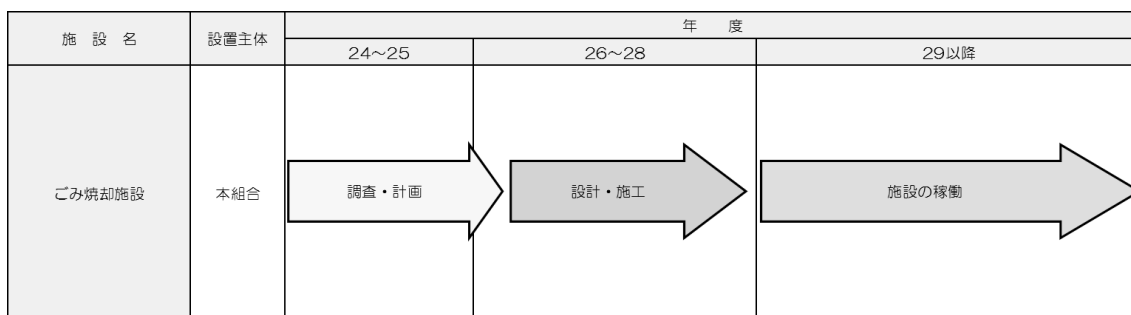 施 設 名
設置主体
年 度
24～25
26～28
29以降
ごみ焼却施設
本組合
調査・計画
設計・施工
施設の稼働